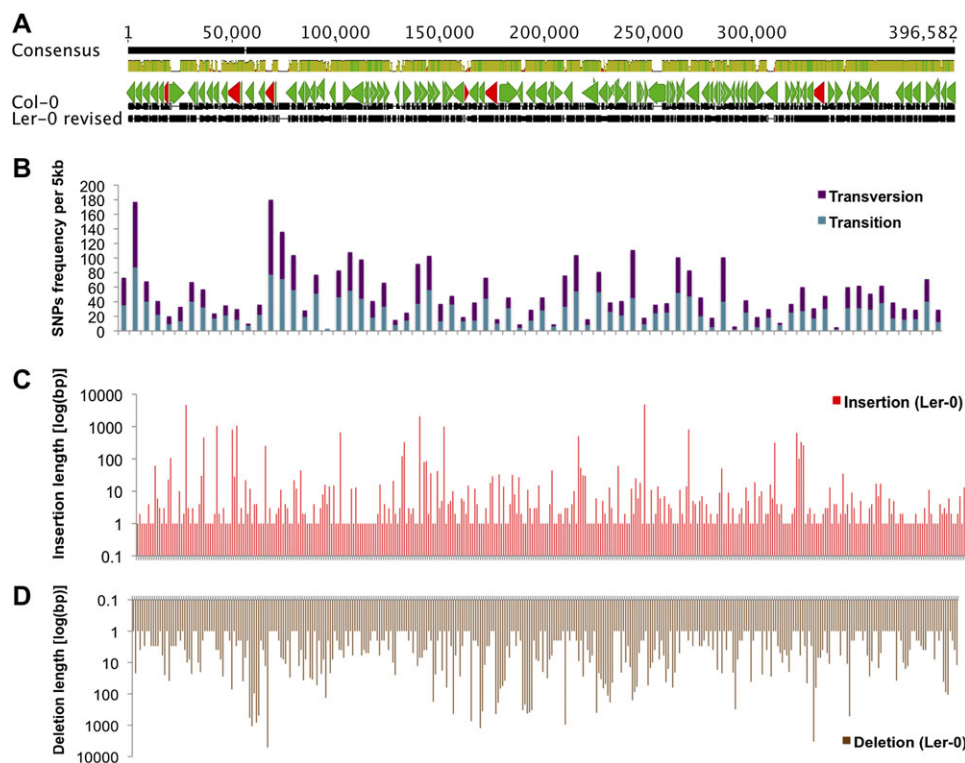 A
1 50,000 100,000 150,000 200,000 250,000 300,000 396,582
Consensus
Col-0
Ler-0 revised
B
SNPs frequency per 5kb
200
180
160
140
120
100
80
60
40
20
0
Transversion
Transition
C
Insertion length [log(bp)]
10000
1000
100
10
1
0.1
Insertion (Ler-0)
D
Deletion length [log(bp)]
0.1
1
10
100
1000
10000
Deletion (Ler-0)